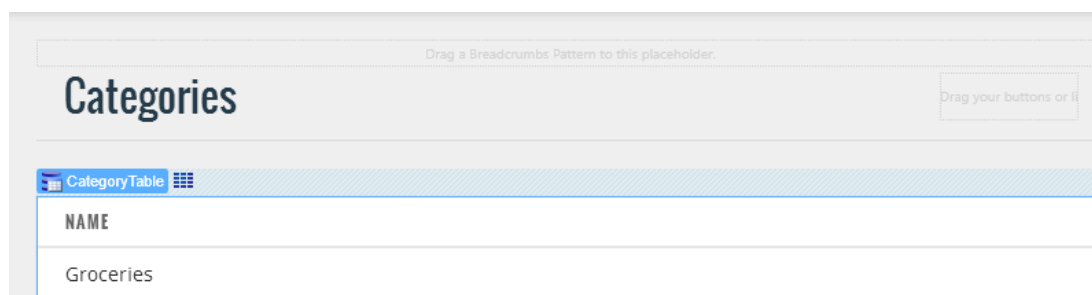 Drag a Breadcrumbs Pattern to this placeholder.
Categories
Drag your buttons or li
CategoryTable
NAME
Groceries